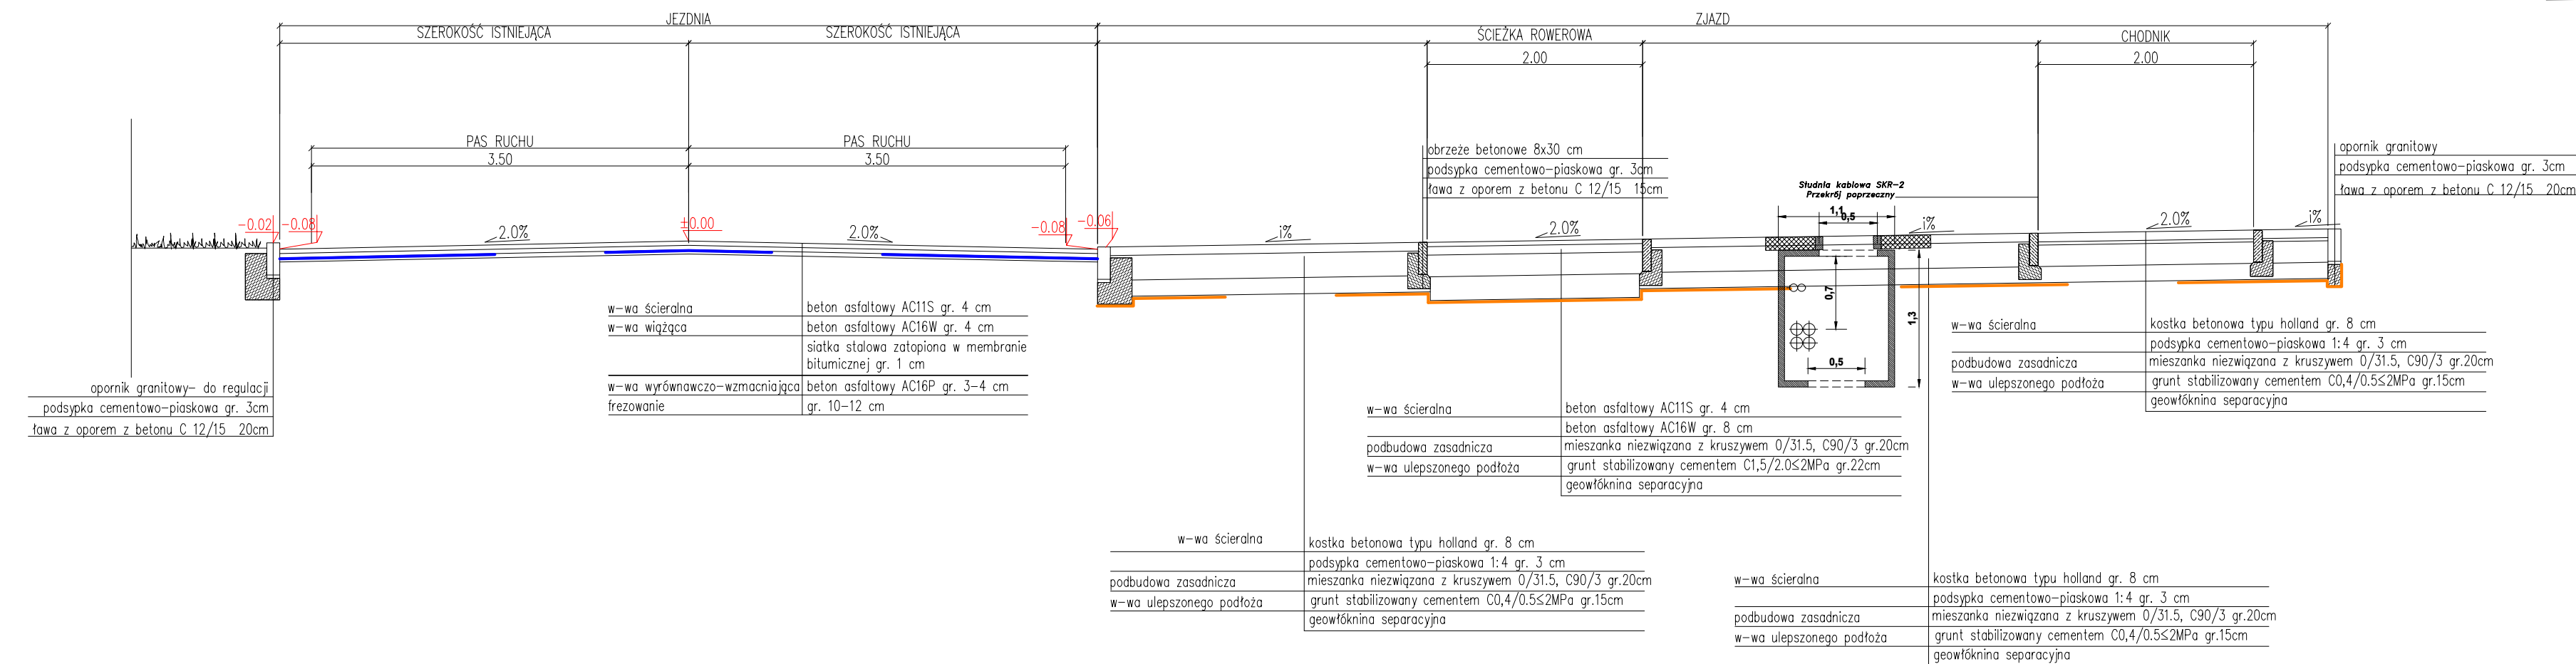 JEZDNIA
ZJAZD
SZEROKOŚĆ ISTNIEJĄCA
SZEROKOŚĆ ISTNIEJĄCA
ŚCIEŻKA ROWEROWA
CHODNIK
2.00
2.00
PAS RUCHU
PAS RUCHU
3.50
3.50
obrzeże betonowe 8x30 cm
podsypka cementowo-piaskowa gr. 3cm
ława z oporem z betonu C 12/15 15cm
opornik granitowy
podsypka cementowo-piaskowa gr. 3cm
ława z oporem z betonu C 12/15 20cm
Studnia kablowa SKR-2
Przekrój poprzeczny
1,1
0,5
-0.02
-0.08
±0.00
-0.08
-0.06
2.0%
2.0%
i%
2.0%
i%
2.0%
i%
0,7
1,3
0,5
w-wa ścieralna beton asfaltowy AC11S gr. 4 cm
w-wa wiążąca beton asfaltowy AC16W gr. 4 cm
siatka stalowa zatopiona w membranie
bitumicznej gr. 1 cm
w-wa wyrównawczo-wzmacniająca beton asfaltowy AC16P gr. 3-4 cm
frezowanie gr. 10-12 cm
opornik granitowy- do regulacji
podsypka cementowo-piaskowa gr. 3cm
ława z oporem z betonu C 12/15 20cm
w-wa ścieralna kostka betonowa typu holland gr. 8 cm
podsypka cementowo-piaskowa 1:4 gr. 3 cm
podbudowa zasadnicza mieszanka niezwiązana z kruszywem 0/31.5, C90/3 gr.20cm
w-wa ulepszonego podłoża grunt stabilizowany cementem C0,4/0.5≤2MPa gr.15cm
geowłóknina separacyjna
w-wa ścieralna beton asfaltowy AC11S gr. 4 cm
beton asfaltowy AC16W gr. 8 cm
podbudowa zasadnicza mieszanka niezwiązana z kruszywem 0/31.5, C90/3 gr.20cm
w-wa ulepszonego podłoża grunt stabilizowany cementem C1,5/2.0≤2MPa gr.22cm
geowłóknina separacyjna
w-wa ścieralna kostka betonowa typu holland gr. 8 cm
podsypka cementowo-piaskowa 1:4 gr. 3 cm
podbudowa zasadnicza mieszanka niezwiązana z kruszywem 0/31.5, C90/3 gr.20cm
w-wa ulepszonego podłoża grunt stabilizowany cementem C0,4/0.5≤2MPa gr.15cm
geowłóknina separacyjna
w-wa ścieralna kostka betonowa typu holland gr. 8 cm
podsypka cementowo-piaskowa 1:4 gr. 3 cm
podbudowa zasadnicza mieszanka niezwiązana z kruszywem 0/31.5, C90/3 gr.20cm
w-wa ulepszonego podłoża grunt stabilizowany cementem C0,4/0.5≤2MPa gr.15cm
geowłóknina separacyjna